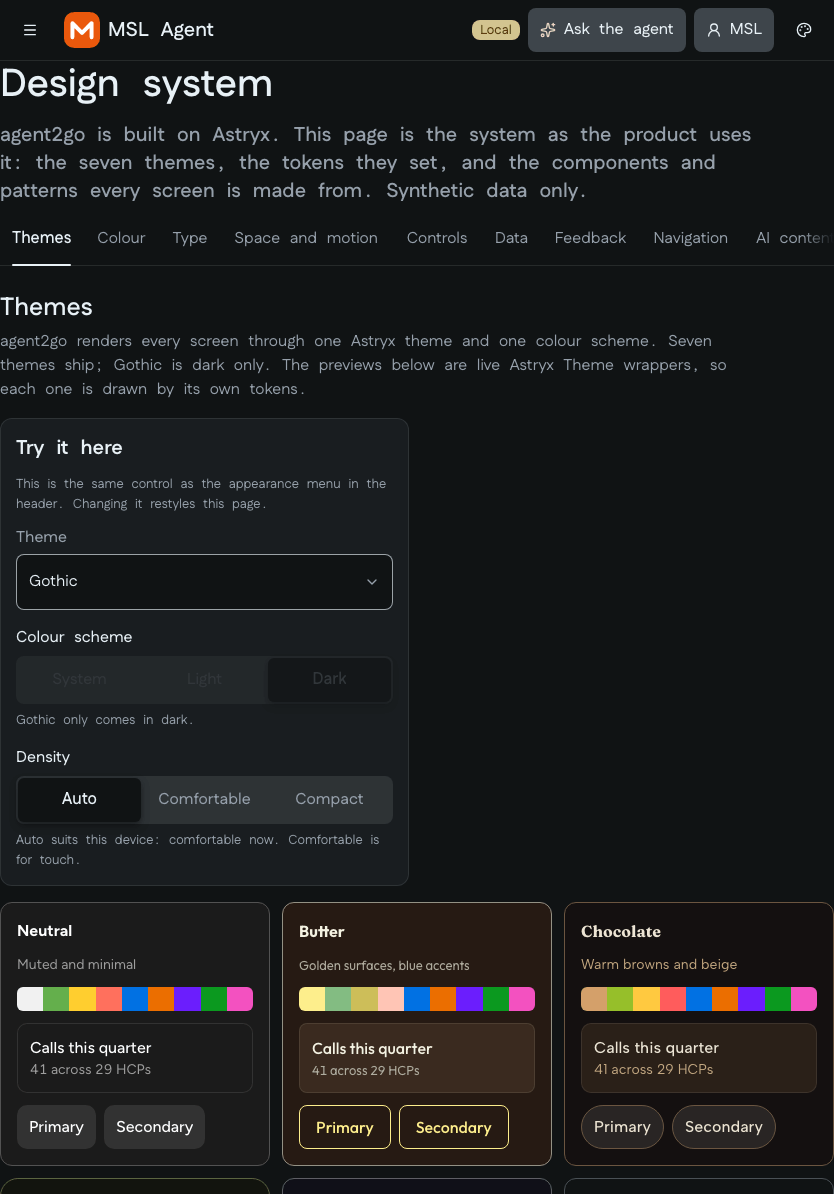 MSL Agent
Local
Ask the agent
MSL
Design system
agent2go is built on Astryx. This page is the system as the product uses
it: the seven themes, the tokens they set, and the components and
patterns every screen is made from. Synthetic data only.
Themes Colour Type Space and motion Controls Data Feedback Navigation AI conten
Themes
agent2go renders every screen through one Astryx theme and one colour scheme. Seven
themes ship; Gothic is dark only. The previews below are live Astryx Theme wrappers, so
each one is drawn by its own tokens.
Try it here
This is the same control as the appearance menu in the
header. Changing it restyles this page.
Theme
Gothic
Colour scheme
System Light Dark
Gothic only comes in dark.
Density
Auto Comfortable Compact
Auto suits this device: comfortable now. Comfortable is
for touch.
Neutral
Muted and minimal
Calls this quarter
41 across 29 HCPs
Primary Secondary
Butter
Golden surfaces, blue accents
Calls this quarter
41 across 29 HCPs
Primary Secondary
Chocolate
Warm browns and beige
Calls this quarter
41 across 29 HCPs
Primary Secondary